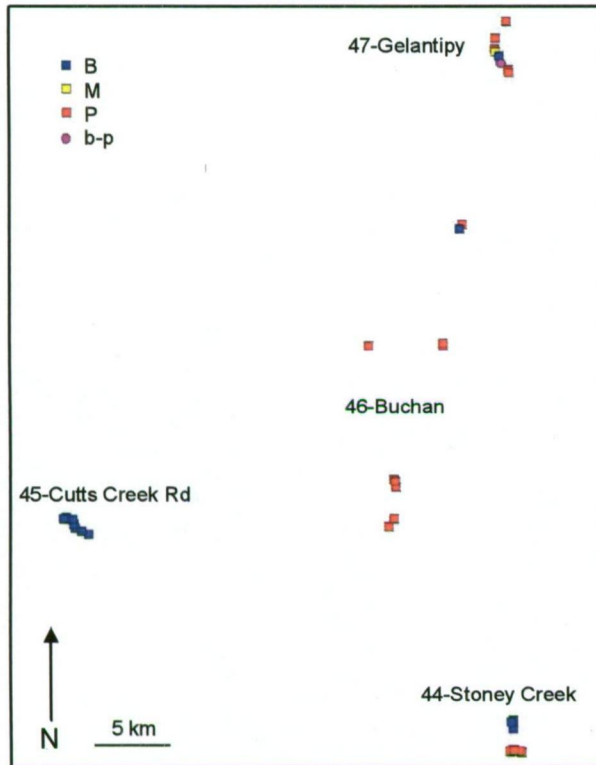 47-Gelantipy
B
M
P
b-p
46-Buchan
45-Cutts Creek Rd
44-Stoney Creek
N
5 km